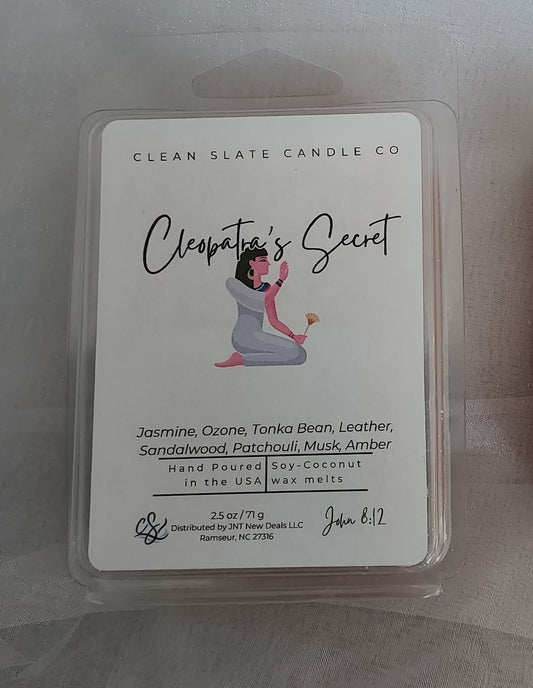 CLEAN SLATE CANDLE CO
Cleopatra's Secret
Jasmine, Ozone, Tonka Bean, Leather,
Sandalwood, Patchouli, Musk, Amber
Hand Poured
in the USA
Soy-Coconut
wax melts
2.5 oz / 71 g
Distributed by JNT New Deals LLC
Ramseur, NC 27316
CS
John 8:12